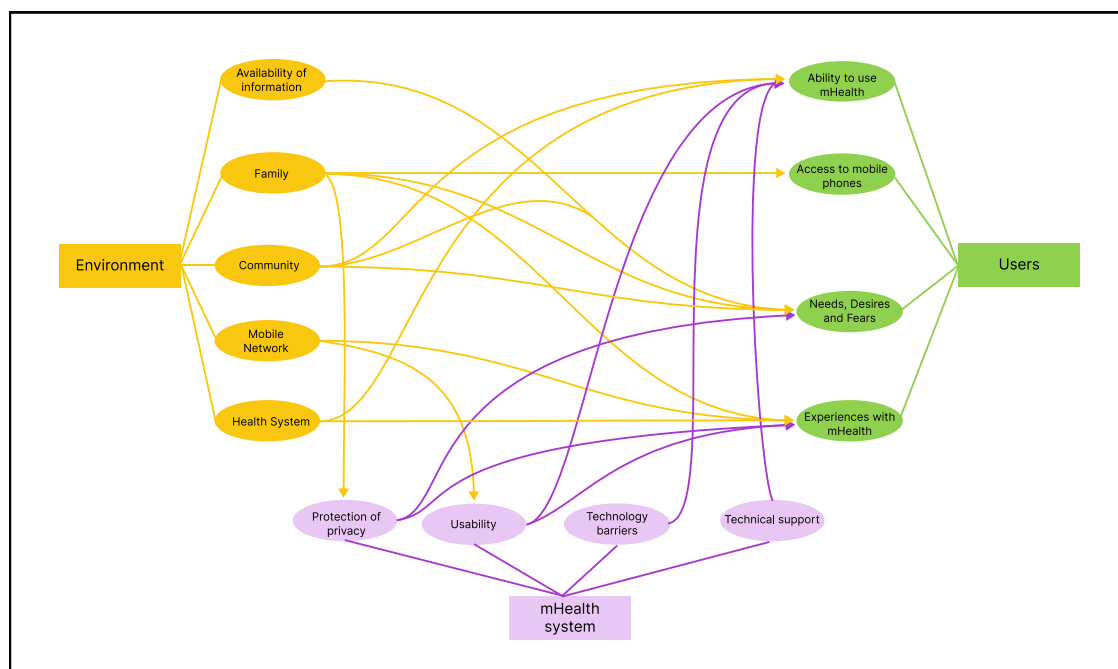 Availability of
information
Ability to use
mHealth
Family
Access to mobile
phones
Environment
Community
Users
Needs, Desires
and Fears
Mobile
Network
Health System
Experiences with
mHealth
Protection of
privacy
Usability
Technology
barriers
Technical support
mHealth
system